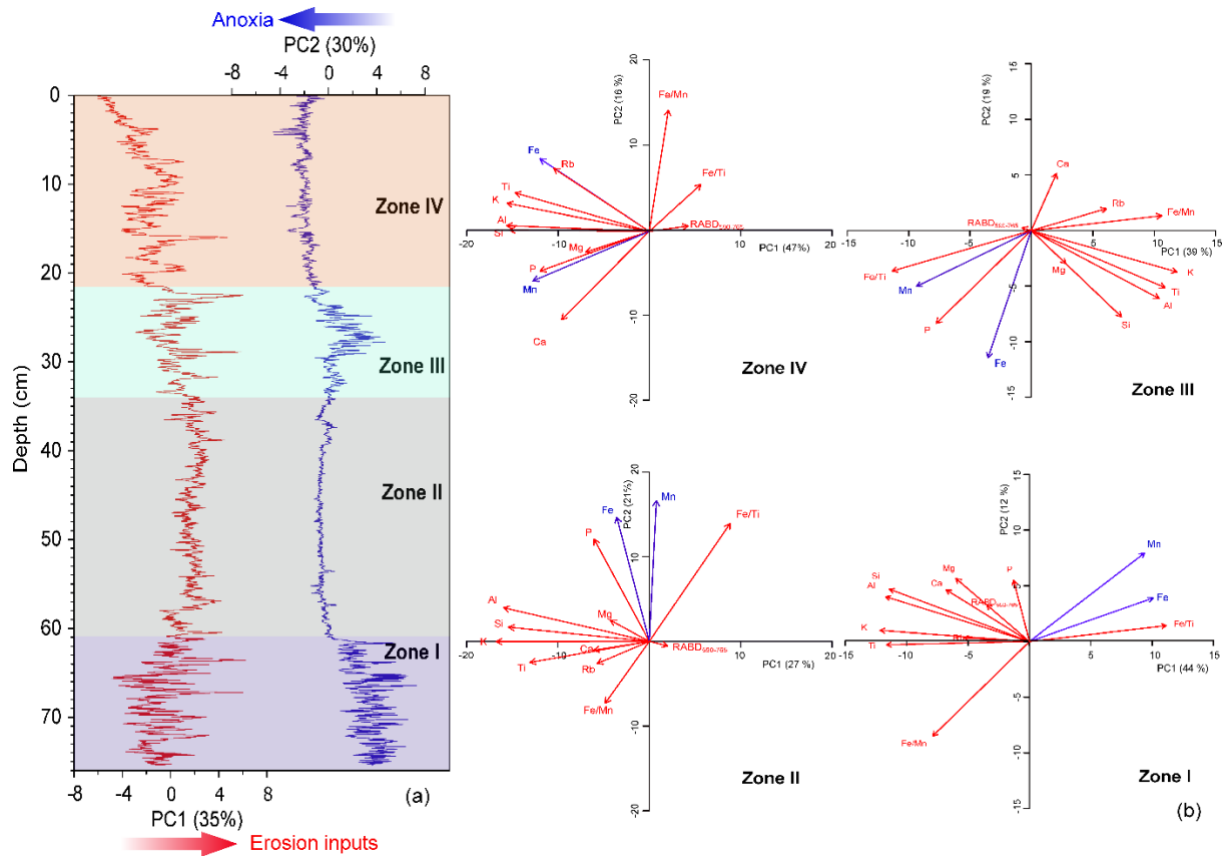 Anoxia
PC2 (30%)
-8 -4 0 4 8
0
10
20
30
40
50
60
70
Depth (cm)
Zone IV
Zone III
Zone II
Zone I
-8 -4 0 4 8
PC1 (35%)
(a)
Erosion inputs
PC2 (16 %)
20
10
-10
-20
-20
-10
10
20
PC1 (47%)
Fe/Mn
Fe
Rb
Fe/Ti
Ti
K
Al
Si
Mg
P
Mn
Ca
Zone IV
PC2 (19 %)
15
10
5
-5
-10
-15
-15
-10
-5
5
10
15
PC1 (39 %)
Ca
Rb
Fe/Mn
Fe/Ti
Mn
P
Fe
Mg
K
Ti
Al
Si
Zone III
PC2 (21%)
20
10
-10
-20
-10
10
20
PC1 (27 %)
Fe
Mn
Fe/Ti
P
Al
Si
Mg
K
Ca
Ti
Rb
Fe/Mn
Zone II
PC2 (12 %)
15
10
5
-5
-10
-15
-15
-10
-5
5
10
15
PC1 (44 %)
Mn
Fe
Fe/Ti
P
Mg
Ca
Si
Al
K
Ti
Fe/Mn
Zone I
(b)